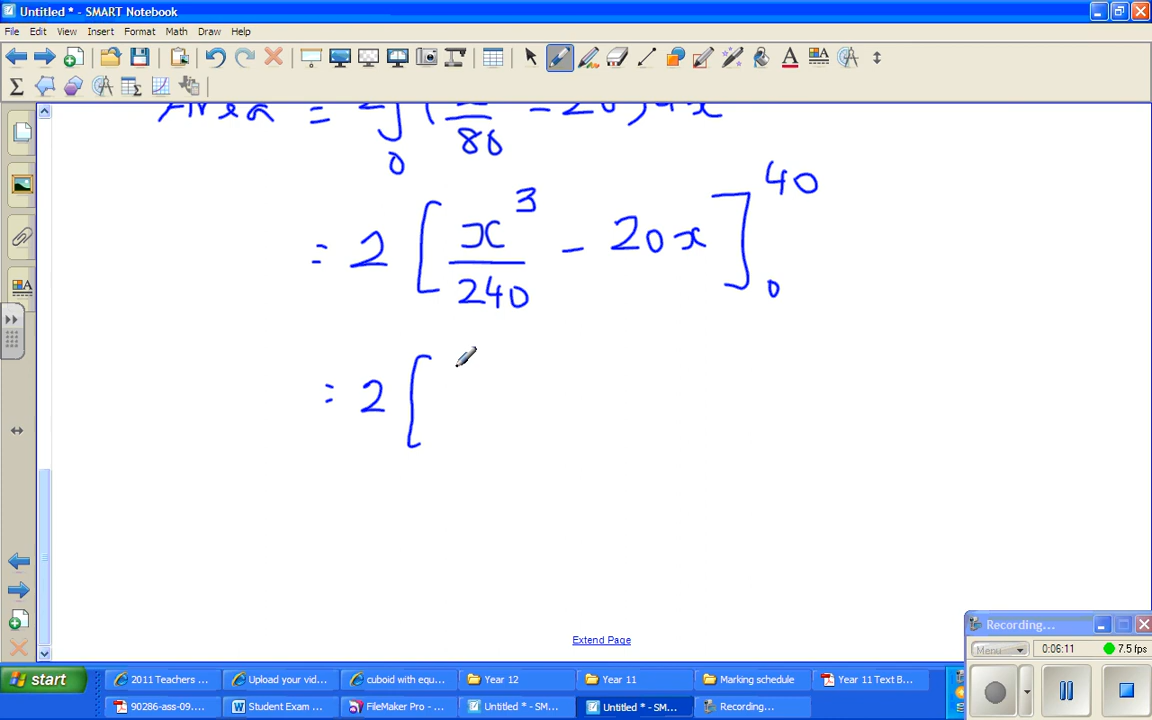 Untitled * - SMART Notebook
File Edit View Insert Format Math Draw Help
Area = 2 ∫ ( / 80 - 20) dx
0
= 2 [ x³ / 240 - 20x ] 40 0
= 2 [
Extend Page
Recording...
Menu 0:06:11 7.5 fps
start 2011 Teachers ... Upload your vid... cuboid with equ... Year 12 Year 11 Marking schedule Year 11 Text B...
90286-ass-09.... Student Exam ... FileMaker Pro - ... Untitled * - SM... Untitled * - SM... Recording...